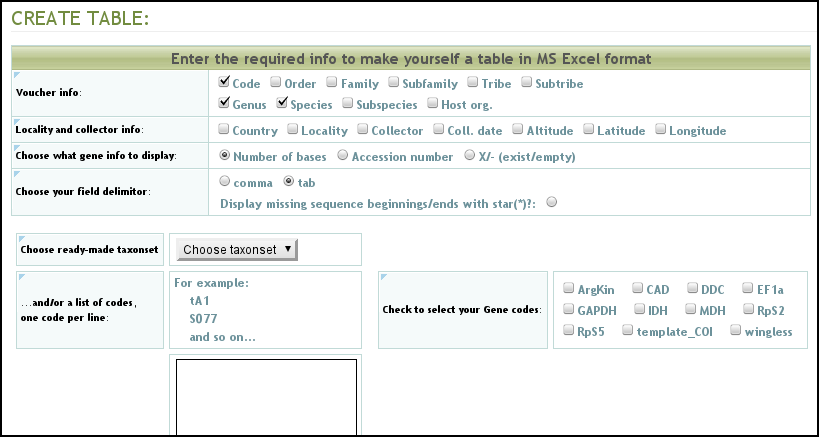 CREATE TABLE:
Enter the required info to make yourself a table in MS Excel format
Voucher info:
Code Order Family Subfamily Tribe Subtribe
Genus Species Subspecies Host org.
Locality and collector info:
Country Locality Collector Coll. date Altitude Latitude Longitude
Choose what gene info to display:
Number of bases Accession number X/- (exist/empty)
Choose your field delimitor:
comma tab
Display missing sequence beginnings/ends with star(*)?:
Choose ready-made taxonset
Choose taxonset
...and/or a list of codes,
one code per line:
For example:
tA1
S077
and so on...
Check to select your Gene codes:
ArgKin CAD DDC EF1a
GAPDH IDH MDH RpS2
RpS5 template_COI wingless